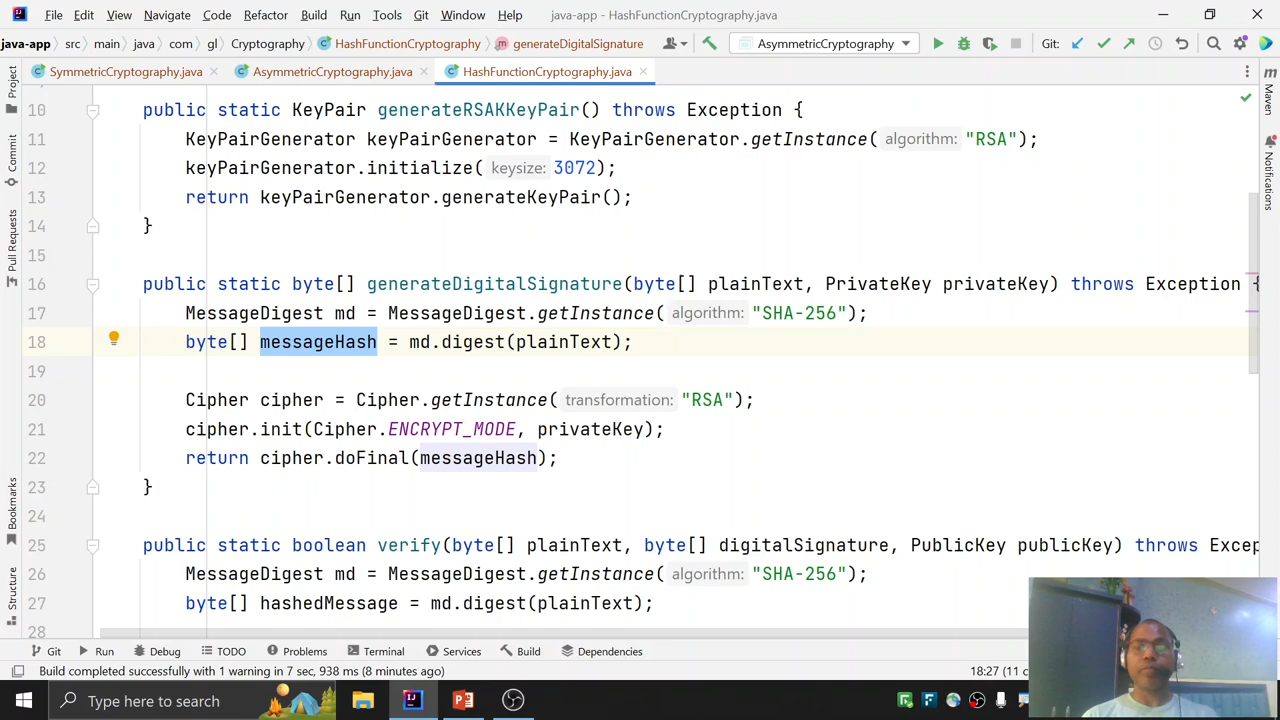 File Edit View Navigate Code Refactor Build Run Tools Git Window Help java-app - HashFunctionCryptography.java
java-app src main java com gl Cryptography HashFunctionCryptography generateDigitalSignature AsymmetricCryptography Git:
SymmetricCryptography.java AsymmetricCryptography.java HashFunctionCryptography.java
Project
Commit
Pull Requests
Bookmarks
Structure
Maven
Notifications
10 public static KeyPair generateRSAKKeyPair() throws Exception {
11 KeyPairGenerator keyPairGenerator = KeyPairGenerator.getInstance( algorithm: "RSA");
12 keyPairGenerator.initialize( keysize: 3072);
13 return keyPairGenerator.generateKeyPair();
14 }
15
16 public static byte[] generateDigitalSignature(byte[] plainText, PrivateKey privateKey) throws Exception {
17 MessageDigest md = MessageDigest.getInstance( algorithm: "SHA-256");
18 byte[] messageHash = md.digest(plainText);
19
20 Cipher cipher = Cipher.getInstance( transformation: "RSA");
21 cipher.init(Cipher.ENCRYPT_MODE, privateKey);
22 return cipher.doFinal(messageHash);
23 }
24
25 public static boolean verify(byte[] plainText, byte[] digitalSignature, PublicKey publicKey) throws Excep
26 MessageDigest md = MessageDigest.getInstance( algorithm: "SHA-256");
27 byte[] hashedMessage = md.digest(plainText);
28
Git Run Debug TODO Problems Terminal Services Build Dependencies
Build completed successfully with 1 warning in 7 sec, 938 ms (8 minutes ago) 18:27 (11 c
Type here to search